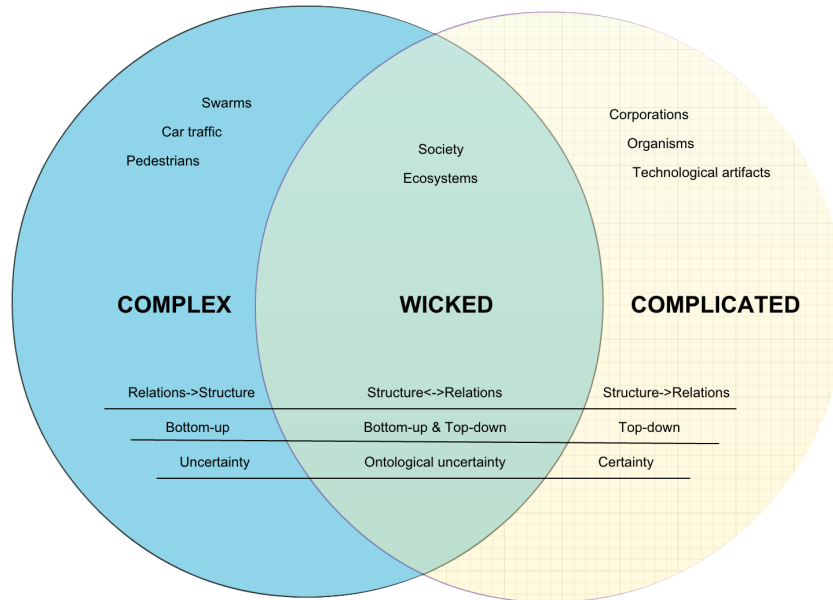 Swarms
Car traffic
Pedestrians
Society
Ecosystems
Corporations
Organisms
Technological artifacts
COMPLEX
WICKED
COMPLICATED
Relations->Structure
Structure<->Relations
Structure->Relations
Bottom-up
Bottom-up & Top-down
Top-down
Uncertainty
Ontological uncertainty
Certainty